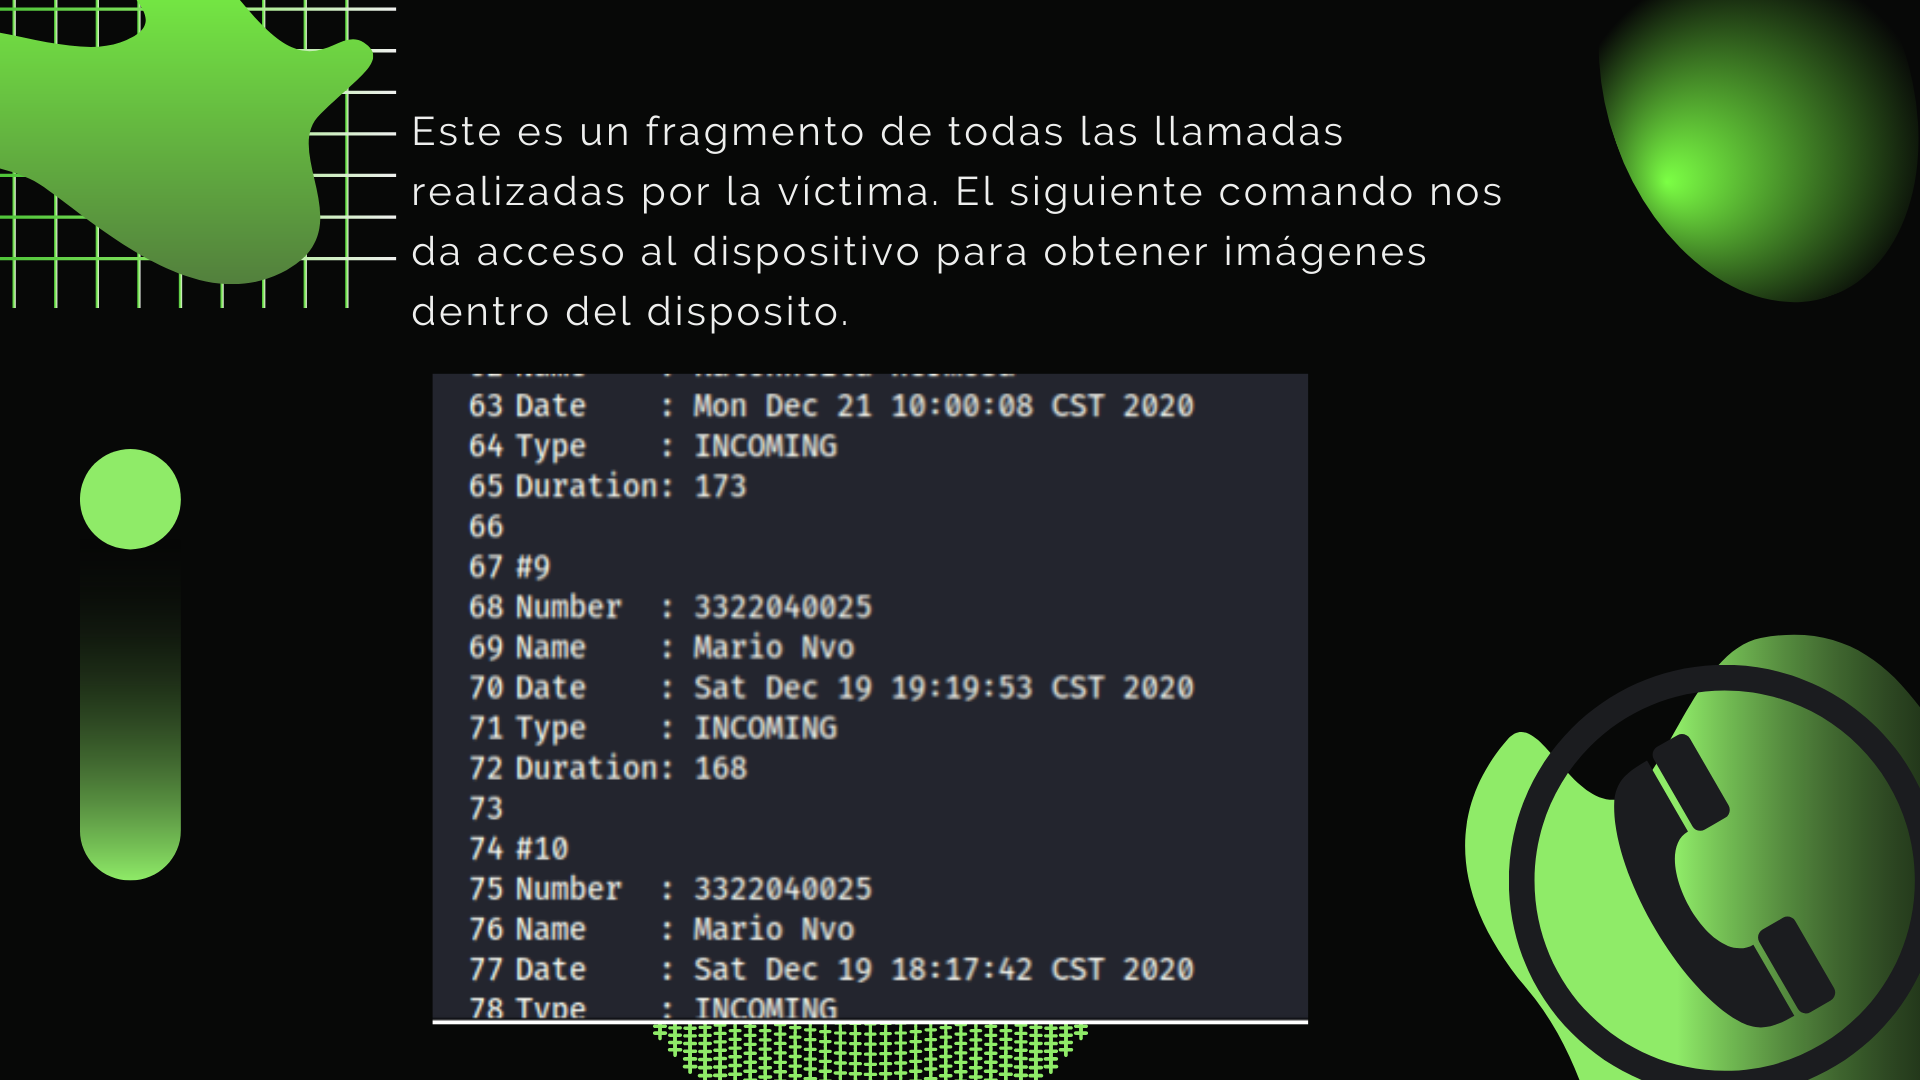 Este es un fragmento de todas las llamadas
realizadas por la víctima. El siguiente comando nos
da acceso al dispositivo para obtener imágenes
dentro del disposito.
63 Date : Mon Dec 21 10:00:08 CST 2020
64 Type : INCOMING
65 Duration: 173
66
67 #9
68 Number : 3322040025
69 Name : Mario Nvo
70 Date : Sat Dec 19 19:19:53 CST 2020
71 Type : INCOMING
72 Duration: 168
73
74 #10
75 Number : 3322040025
76 Name : Mario Nvo
77 Date : Sat Dec 19 18:17:42 CST 2020
78 Type : INCOMING